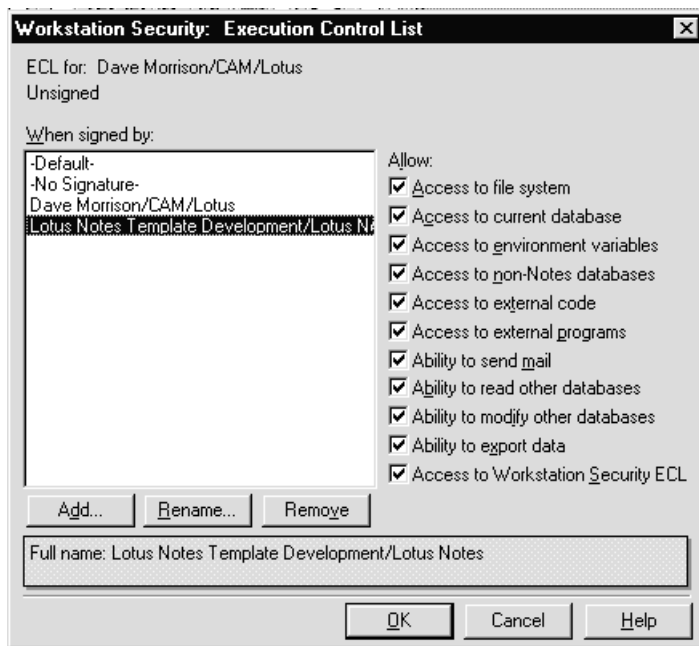 Workstation Security: Execution Control List
ECL for: Dave Morrison/CAM/Lotus
Unsigned
When signed by:
-Default-
-No Signature-
Dave Morrison/CAM/Lotus
Lotus Notes Template Development/Lotus N
Allow:
Access to file system
Access to current database
Access to environment variables
Access to non-Notes databases
Access to external code
Access to external programs
Ability to send mail
Ability to read other databases
Ability to modify other databases
Ability to export data
Access to Workstation Security ECL
Add... Rename... Remove
Full name: Lotus Notes Template Development/Lotus Notes
OK Cancel Help